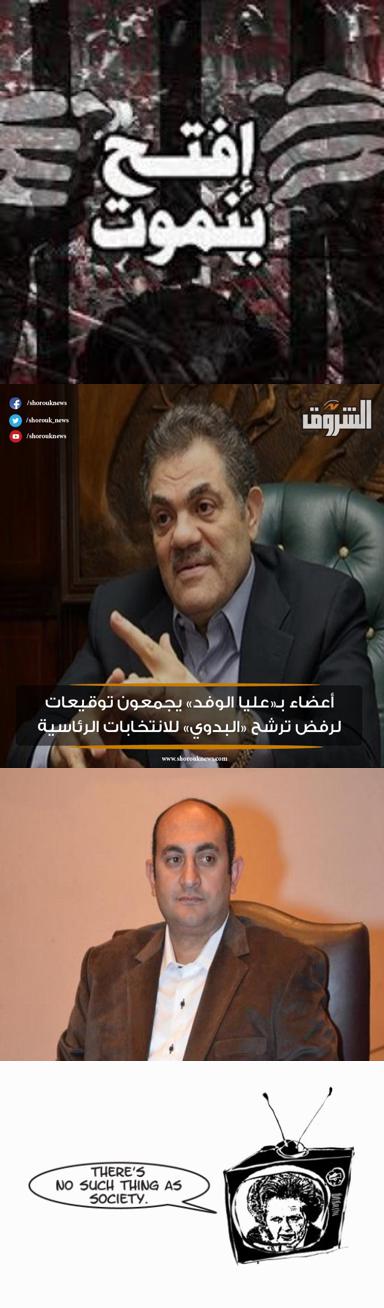 إفتح
بنموت
/shorouknews
/shorouk_news
/shorouknews
الشروق
أعضاء بـ«عليا الوفد» يجمعون توقيعات
لرفض ترشح «البدوي» للانتخابات الرئاسية
www.shorouknews.com
THERE'S
NO SUCH THING AS
SOCIETY.